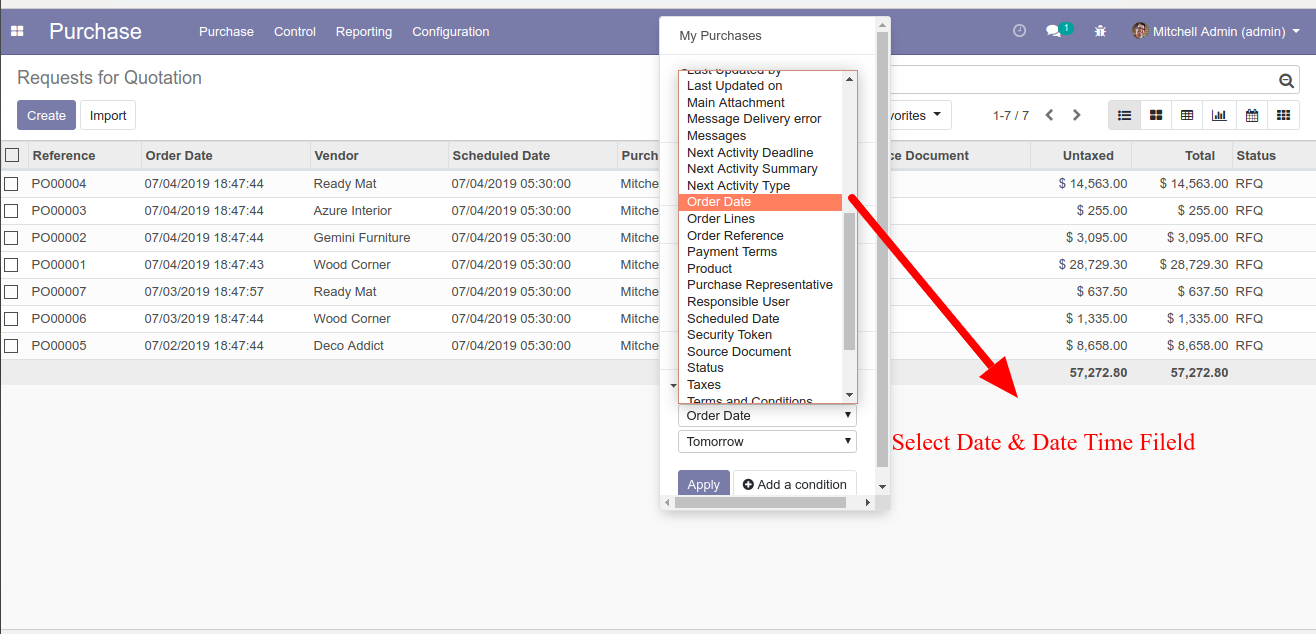 Purchase Purchase Control Reporting Configuration 1 Mitchell Admin (admin)
My Purchases
Requests for Quotation
Create Import
vorites 1-7 / 7
Last Updated by
Last Updated on
Main Attachment
Message Delivery error
Messages
Next Activity Deadline
Next Activity Summary
Next Activity Type
Order Date
Order Lines
Order Reference
Payment Terms
Product
Purchase Representative
Responsible User
Scheduled Date
Security Token
Source Document
Status
Taxes
Terms and Conditions
Order Date
Tomorrow
Apply Add a condition
Reference Order Date Vendor Scheduled Date Purch ce Document Untaxed Total Status
PO00004 07/04/2019 18:47:44 Ready Mat 07/04/2019 05:30:00 Mitche $ 14,563.00 $ 14,563.00 RFQ
PO00003 07/04/2019 18:47:44 Azure Interior 07/04/2019 05:30:00 Mitche $ 255.00 $ 255.00 RFQ
PO00002 07/04/2019 18:47:44 Gemini Furniture 07/04/2019 05:30:00 Mitche $ 3,095.00 $ 3,095.00 RFQ
PO00001 07/04/2019 18:47:43 Wood Corner 07/04/2019 05:30:00 Mitche $ 28,729.30 $ 28,729.30 RFQ
PO00007 07/03/2019 18:47:57 Ready Mat 07/04/2019 05:30:00 Mitche $ 637.50 $ 637.50 RFQ
PO00006 07/03/2019 18:47:44 Wood Corner 07/04/2019 05:30:00 Mitche $ 1,335.00 $ 1,335.00 RFQ
PO00005 07/02/2019 18:47:44 Deco Addict 07/04/2019 05:30:00 Mitche $ 8,658.00 $ 8,658.00 RFQ
57,272.80 57,272.80
Select Date & Date Time Fileld